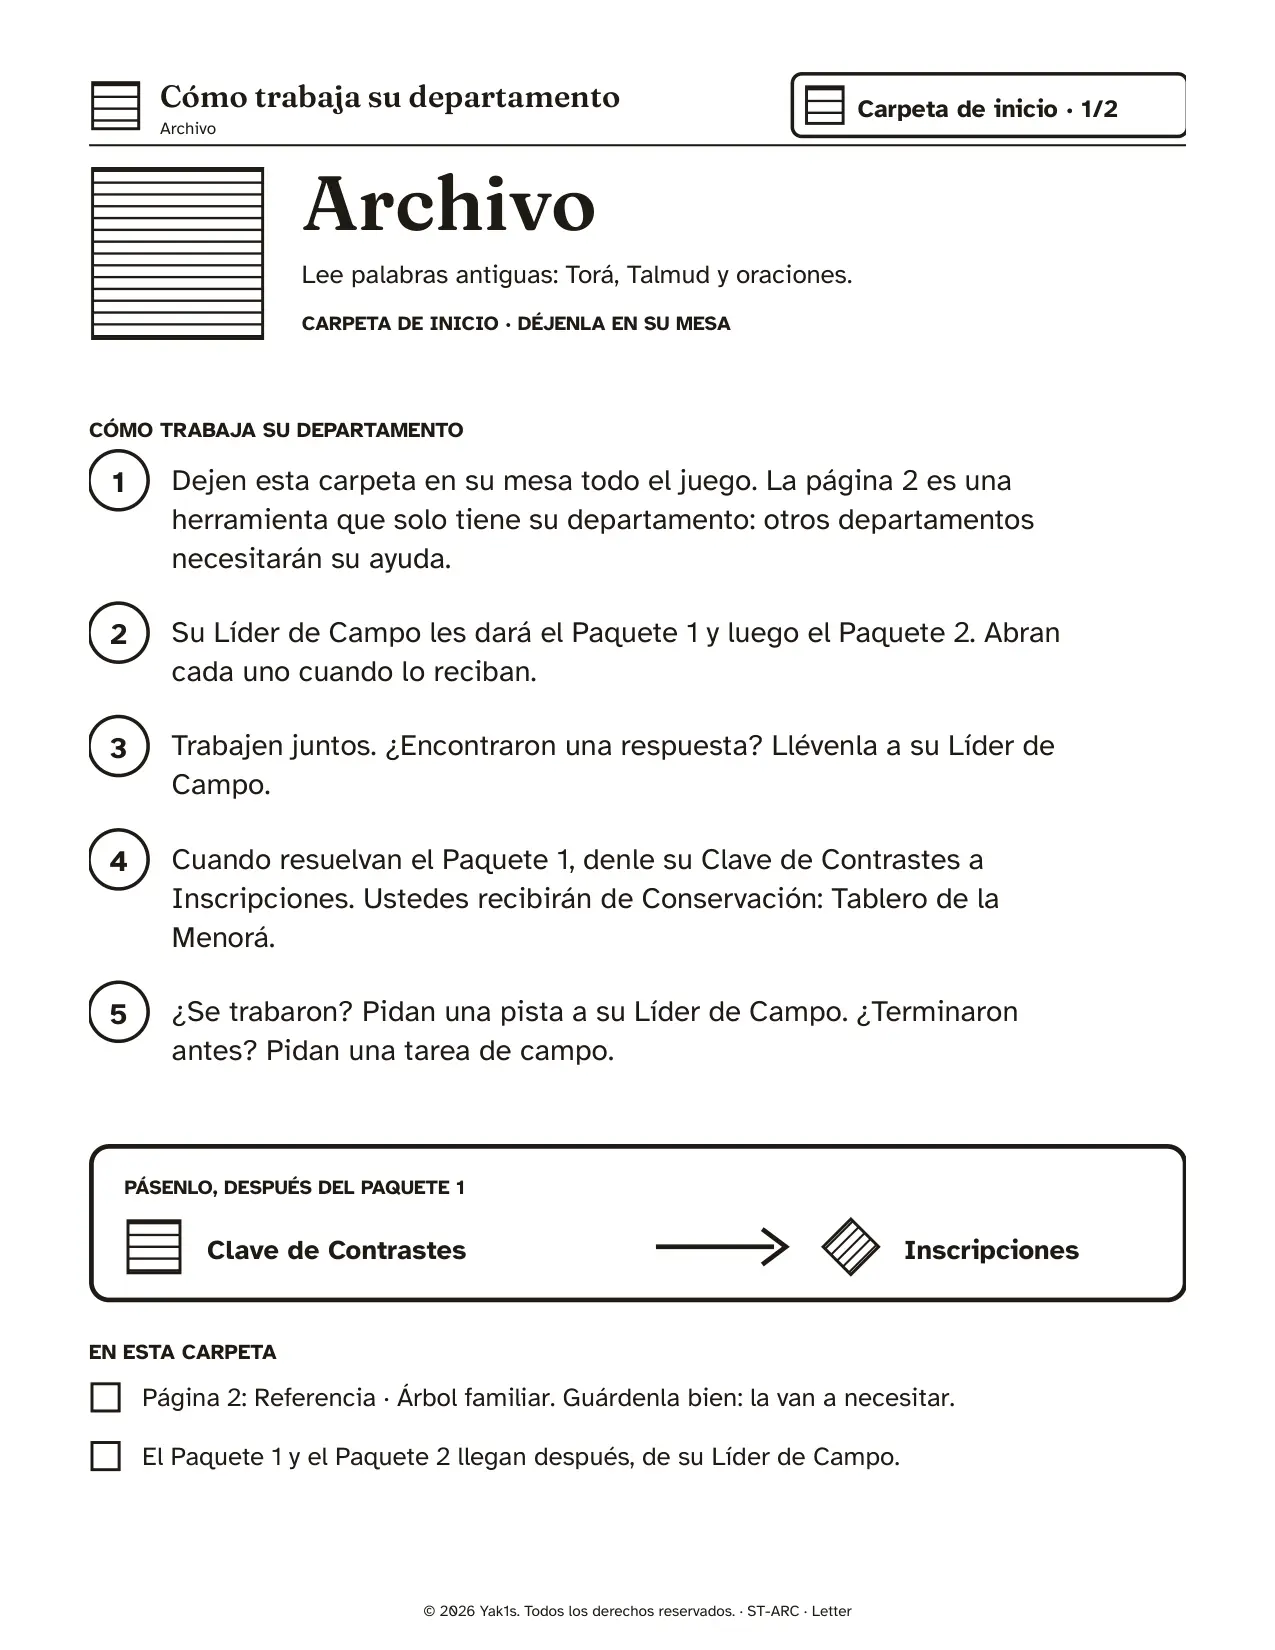 Cómo trabaja su departamento
Archivo
Carpeta de inicio · 1/2
Archivo
Lee palabras antiguas: Torá, Talmud y oraciones.
CARPETA DE INICIO · DÉJENLA EN SU MESA
CÓMO TRABAJA SU DEPARTAMENTO
1 Dejen esta carpeta en su mesa todo el juego. La página 2 es una
herramienta que solo tiene su departamento: otros departamentos
necesitarán su ayuda.
2 Su Líder de Campo les dará el Paquete 1 y luego el Paquete 2. Abran
cada uno cuando lo reciban.
3 Trabajen juntos. ¿Encontraron una respuesta? Llévenla a su Líder de
Campo.
4 Cuando resuelvan el Paquete 1, denle su Clave de Contrastes a
Inscripciones. Ustedes recibirán de Conservación: Tablero de la
Menorá.
5 ¿Se trabaron? Pidan una pista a su Líder de Campo. ¿Terminaron
antes? Pidan una tarea de campo.
PÁSENLO, DESPUÉS DEL PAQUETE 1
Clave de Contrastes Inscripciones
EN ESTA CARPETA
Página 2: Referencia · Árbol familiar. Guárdenla bien: la van a necesitar.
El Paquete 1 y el Paquete 2 llegan después, de su Líder de Campo.
© 2026 Yak1s. Todos los derechos reservados. · ST-ARC · Letter